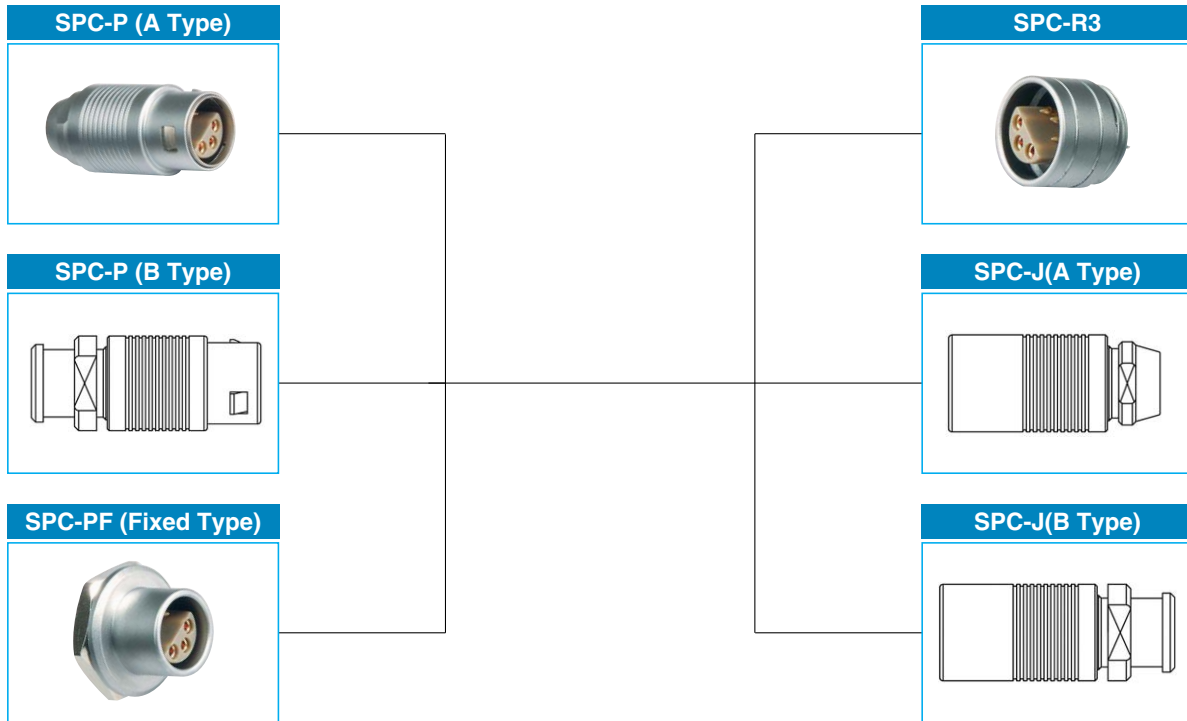 SPC-P (A Type)
SPC-R3
SPC-P (B Type)
SPC-J(A Type)
SPC-PF (Fixed Type)
SPC-J(B Type)